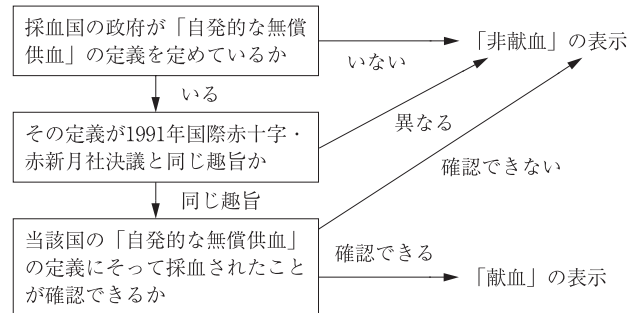 採血国の政府が「自発的な無償
供血」の定義を定めているか
いない
「非献血」の表示
いる
その定義が1991年国際赤十字・
赤新月社決議と同じ趣旨か
異なる
確認できない
同じ趣旨
当該国の「自発的な無償供血」
の定義にそって採血されたこと
が確認できるか
確認できる
「献血」の表示